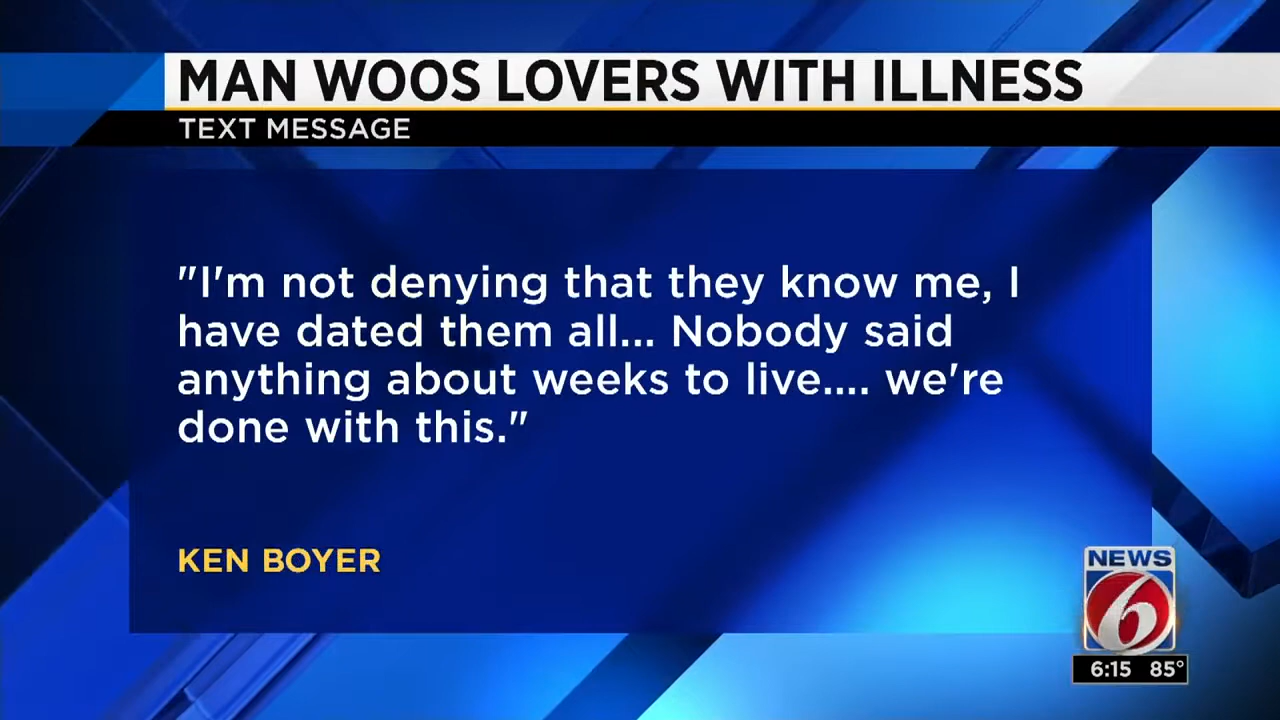 MAN WOOS LOVERS WITH ILLNESS
TEXT MESSAGE
"I'm not denying that they know me, I
have dated them all... Nobody said
anything about weeks to live.... we're
done with this."
KEN BOYER
NEWS
6
6:15 85°